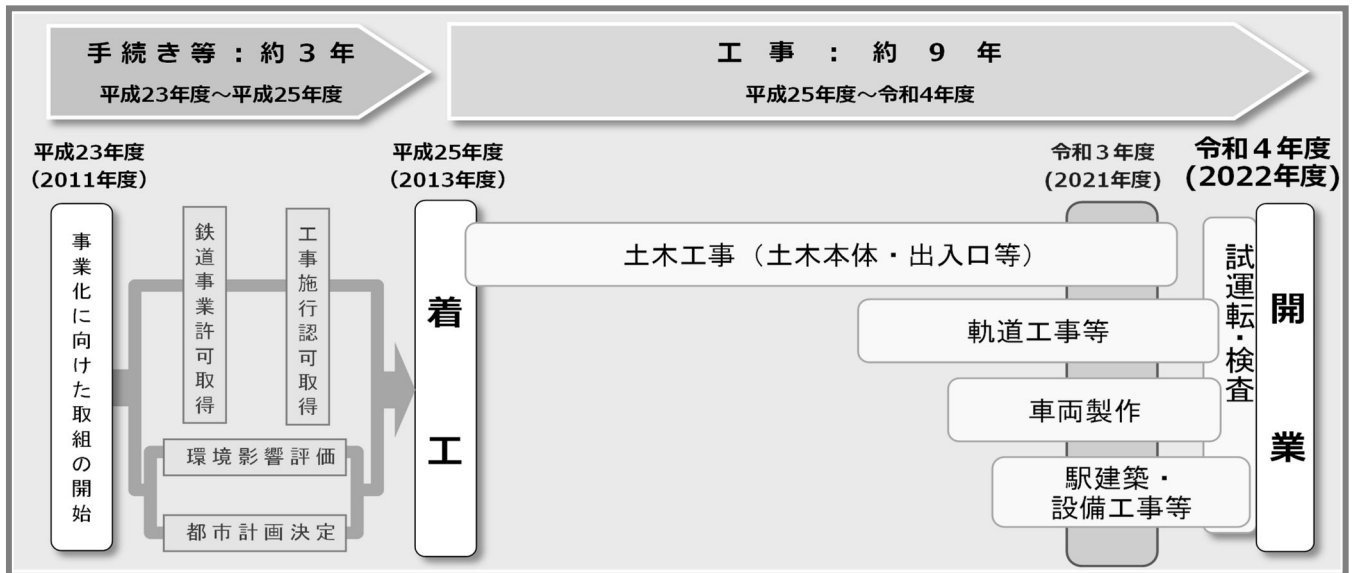 手続き等：約３年
平成23年度～平成25年度
工事：約９年
平成25年度～令和4年度
平成23年度
（2011年度）
平成25年度
（2013年度）
令和３年度
(2021年度)
令和４年度
(2022年度)
事業化に向けた取組の開始
鉄道事業許可取得
工事施行認可取得
環境影響評価
都市計画決定
着工
土木工事（土木本体・出入口等）
軌道工事等
車両製作
駅建築・
設備工事等
試運転・検査
開業